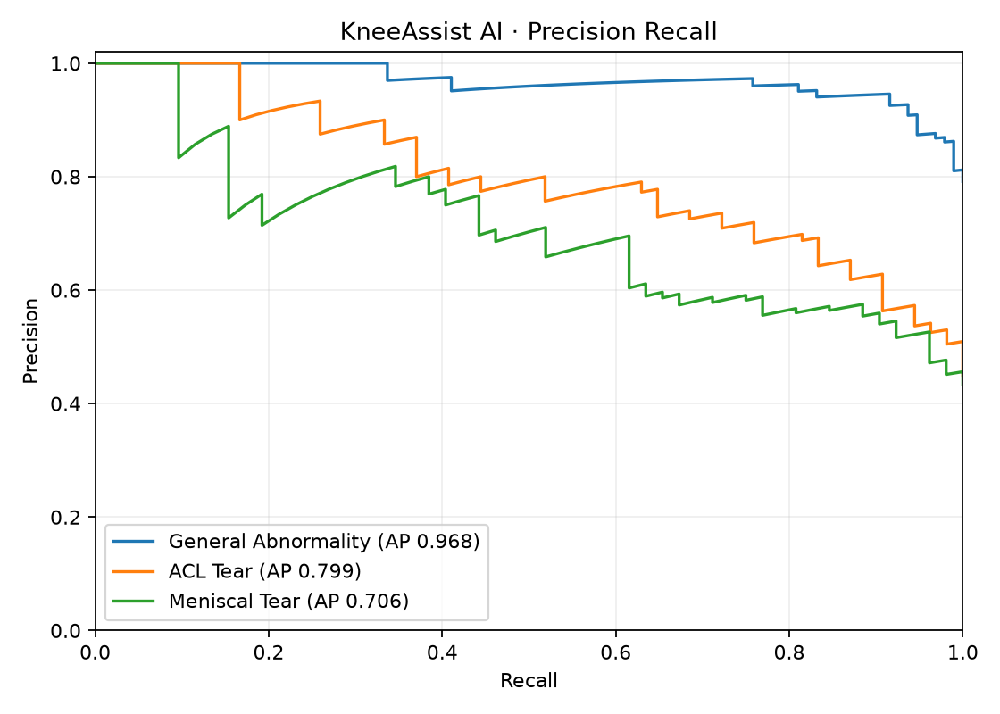 KneeAssist AI · Precision Recall
Precision
1.0
0.8
0.6
0.4
0.2
0.0
General Abnormality (AP 0.968)
ACL Tear (AP 0.799)
Meniscal Tear (AP 0.706)
0.0 0.2 0.4 0.6 0.8 1.0
Recall